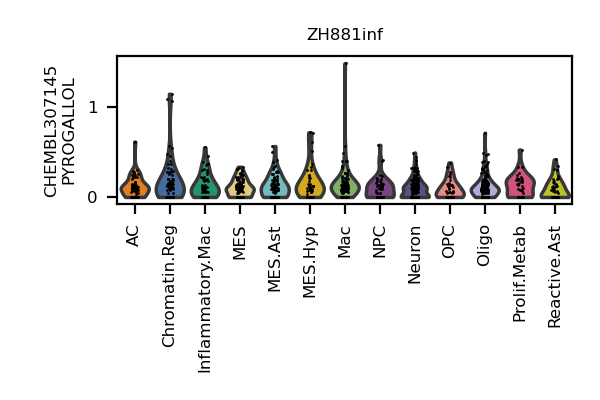 ZH881inf
CHEMBL307145
PYROGALLOL
1
0
AC
Chromatin.Reg
Inflammatory.Mac
MES
MES.Ast
MES.Hyp
Mac
NPC
Neuron
OPC
Oligo
Prolif.Metab
Reactive.Ast